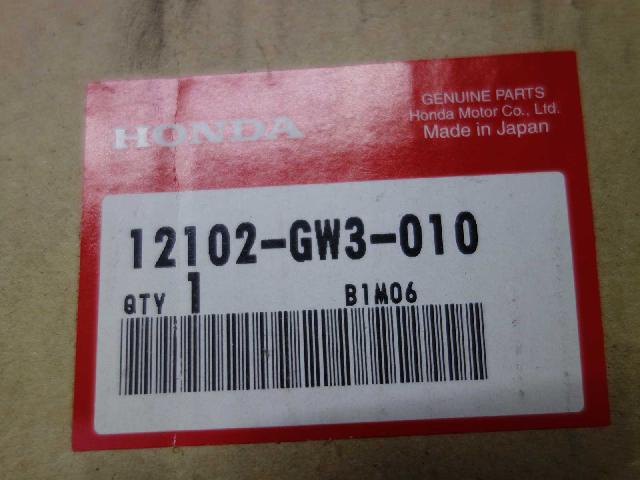 HONDA
GENUINE PARTS
Honda Motor Co., Ltd.
Made in Japan
12102-GW3-010
QTY 1 B1M06